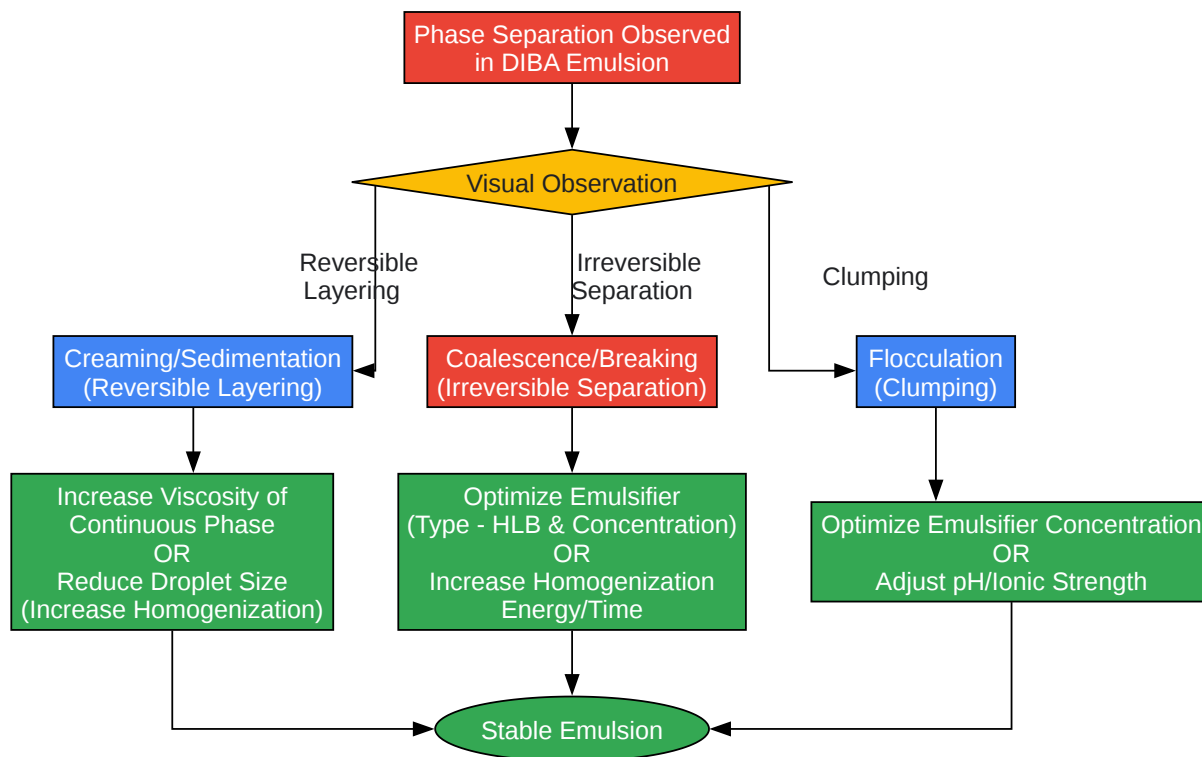 Phase Separation Observed
in DIBA Emulsion
Visual Observation
Reversible
Layering
Irreversible
Separation
Clumping
Creaming/Sedimentation
(Reversible Layering)
Coalescence/Breaking
(Irreversible Separation)
Flocculation
(Clumping)
Increase Viscosity of
Continuous Phase
OR
Reduce Droplet Size
(Increase Homogenization)
Optimize Emulsifier
(Type - HLB & Concentration)
OR
Increase Homogenization
Energy/Time
Optimize Emulsifier Concentration
OR
Adjust pH/Ionic Strength
Stable Emulsion